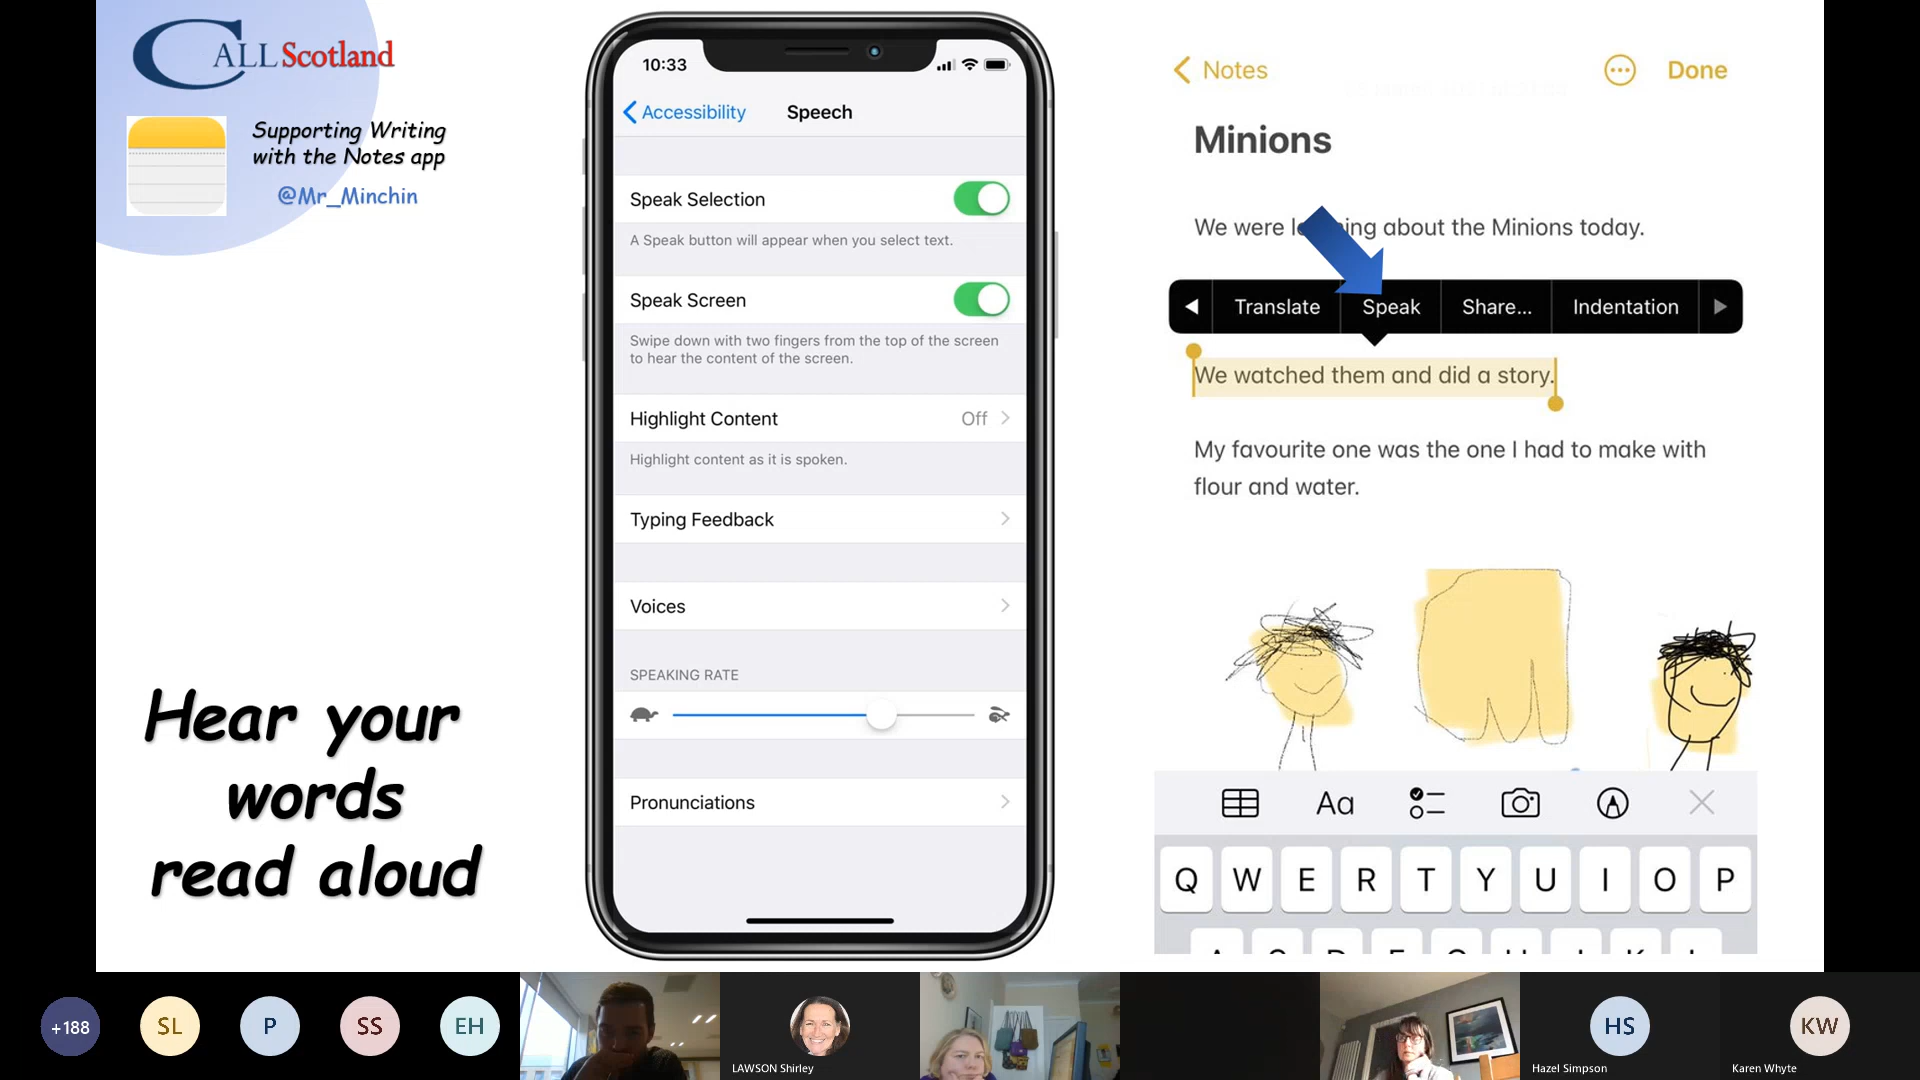 CALL Scotland
Supporting Writing
with the Notes app
@Mr_Minchin
Hear your
words
read aloud
10:33
Accessibility
Speech
Speak Selection
A Speak button will appear when you select text.
Speak Screen
Swipe down with two fingers from the top of the screen
to hear the content of the screen.
Highlight Content
Off
Highlight content as it is spoken.
Typing Feedback
Voices
SPEAKING RATE
Pronunciations
Notes
Done
Minions
We were about the Minions today.
Translate
Speak
Share...
Indentation
We watched them and did a story.
My favourite one was the one I had to make with
flour and water.
Aa
Q W E R T Y U I O P
+188
SL
P
SS
EH
LAWSON Shirley
HS
Hazel Simpson
KW
Karen Whyte